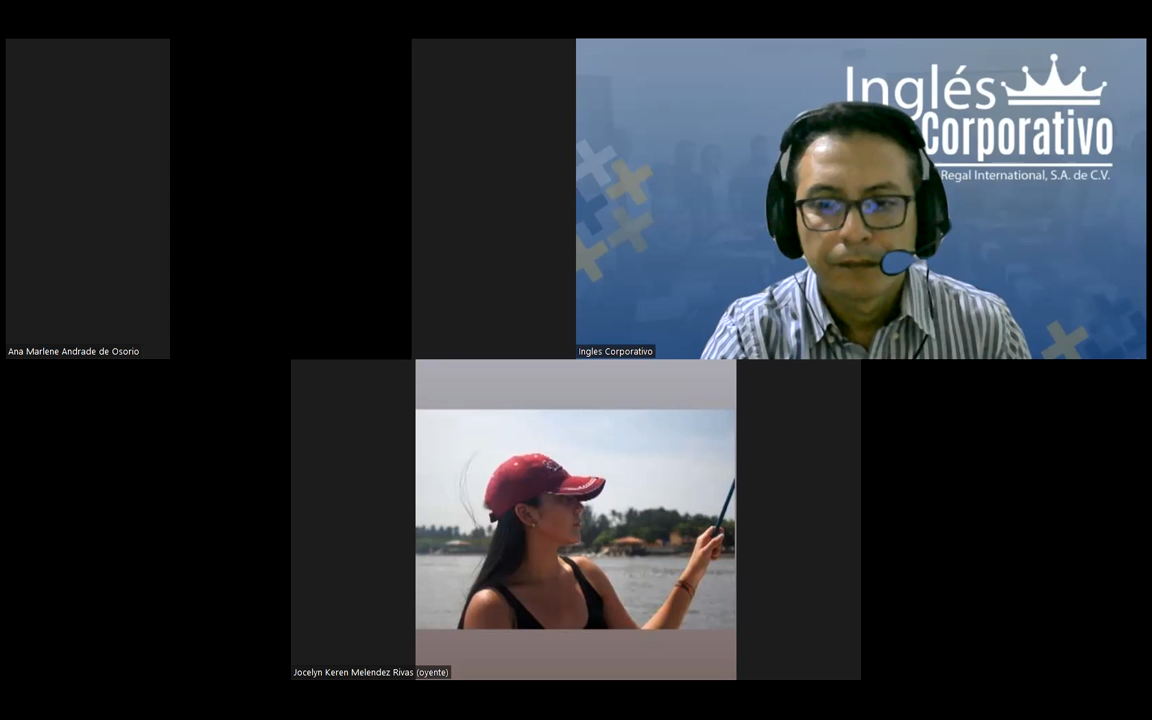 Inglés
Corporativo
Regal International, S.A. de C.V.
Ana Marlene Andrade de Osorio
Ingles Corporativo
Jocelyn Keren Melendez Rivas (oyente)